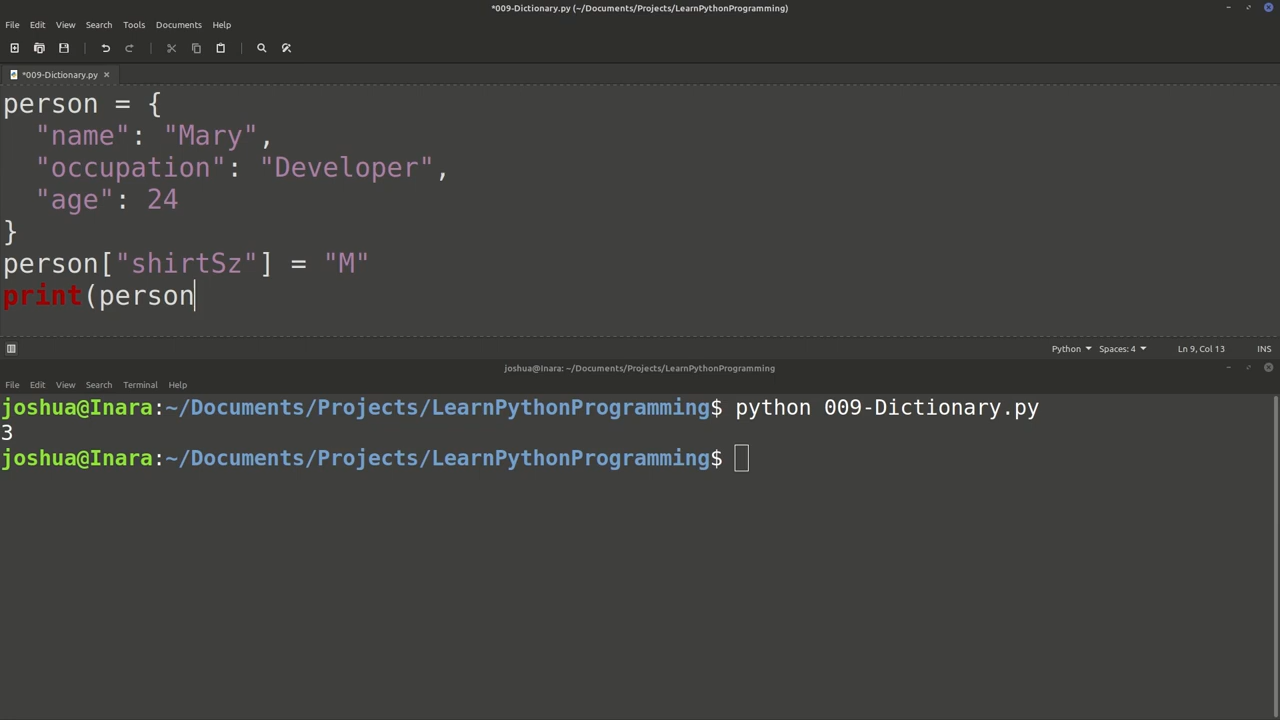 *009-Dictionary.py (~/Documents/Projects/LearnPythonProgramming)
File Edit View Search Tools Documents Help
*009-Dictionary.py
person = {
  "name": "Mary",
  "occupation": "Developer",
  "age": 24
}
person["shirtSz"] = "M"
print(person
Python Spaces: 4 Ln 9, Col 13 INS
joshua@Inara: ~/Documents/Projects/LearnPythonProgramming
File Edit View Search Terminal Help
joshua@Inara:~/Documents/Projects/LearnPythonProgramming$ python 009-Dictionary.py
3
joshua@Inara:~/Documents/Projects/LearnPythonProgramming$